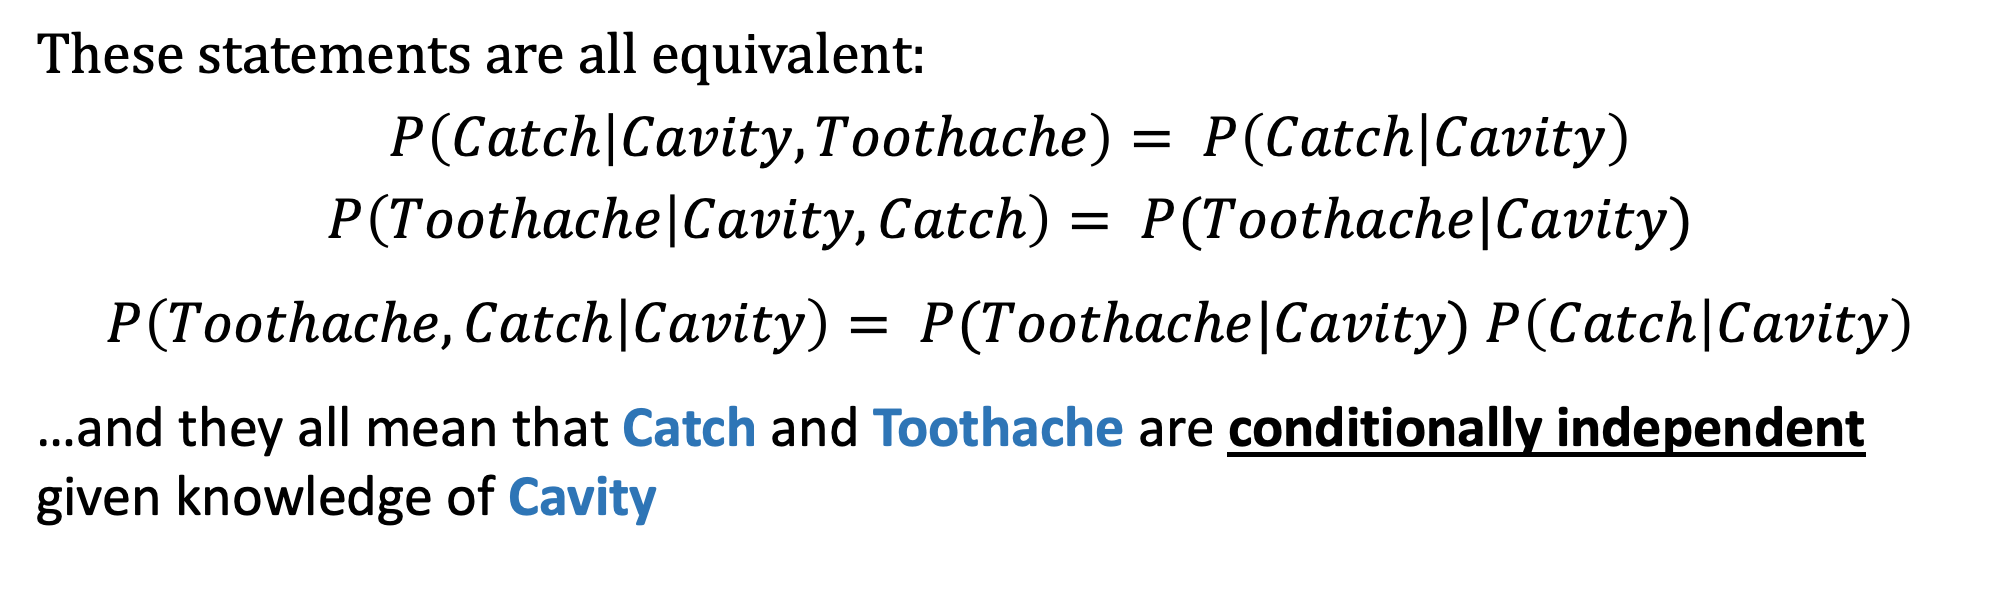 These statements are all equivalent:
P(Catch|Cavity, Toothache) = P(Catch|Cavity)
P(Toothache|Cavity, Catch) = P(Toothache|Cavity)
P(Toothache, Catch|Cavity) = P(Toothache|Cavity) P(Catch|Cavity)
...and they all mean that Catch and Toothache are conditionally independent
given knowledge of Cavity